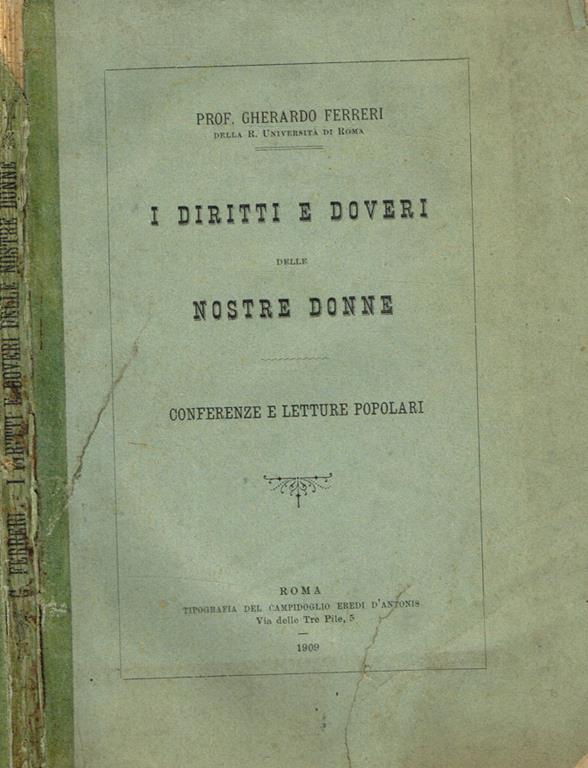 PROF. GHERARDO FERRERI
DELLA R. UNIVERSITÀ DI ROMA
I DIRITTI E DOVERI
DELLE
NOSTRE DONNE
CONFERENZE E LETTURE POPOLARI
ROMA
TIPOGRAFIA DEL CAMPIDOGLIO EREDI D'ANTONIS
Via delle Tre Pile, 5
1909
G. FERRERI. - I DIRITTI E DOVERI DELLE NOSTRE DONNE